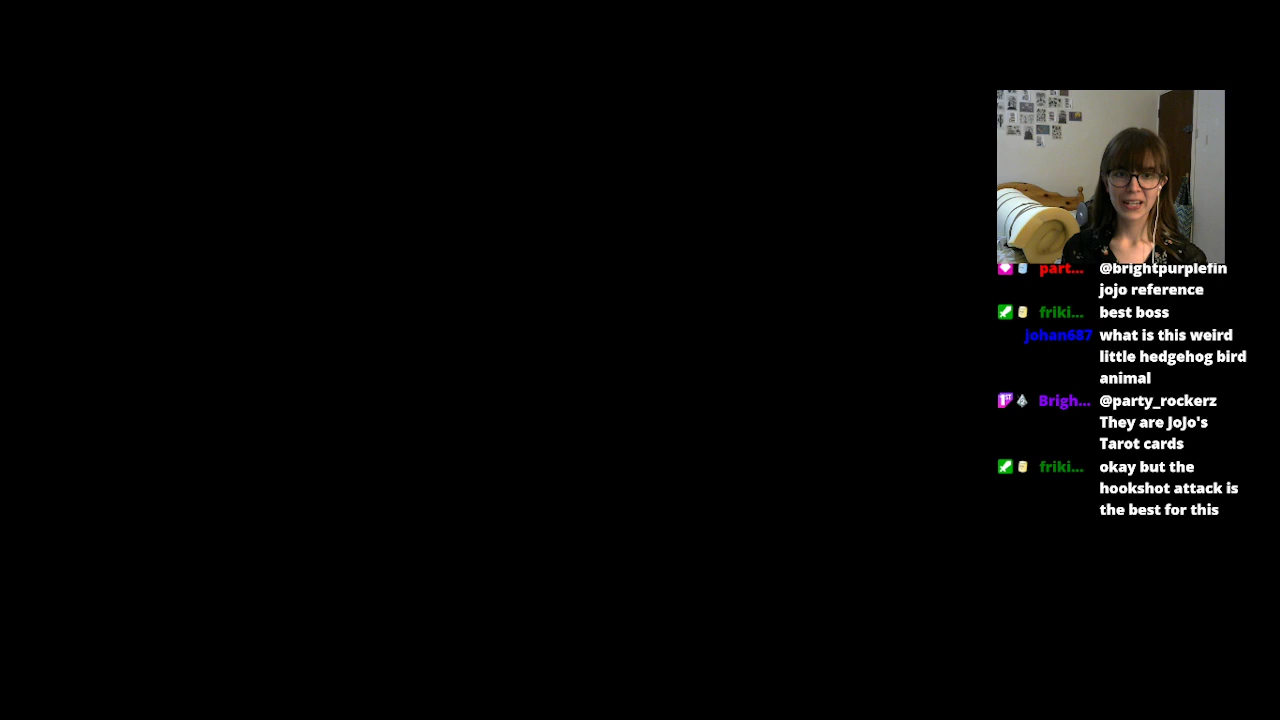 part... @brightpurplefin
jojo reference
friki... best boss
johan687 what is this weird
little hedgehog bird
animal
Brigh... @party_rockerz
They are JoJo's
Tarot cards
friki... okay but the
hookshot attack is
the best for this